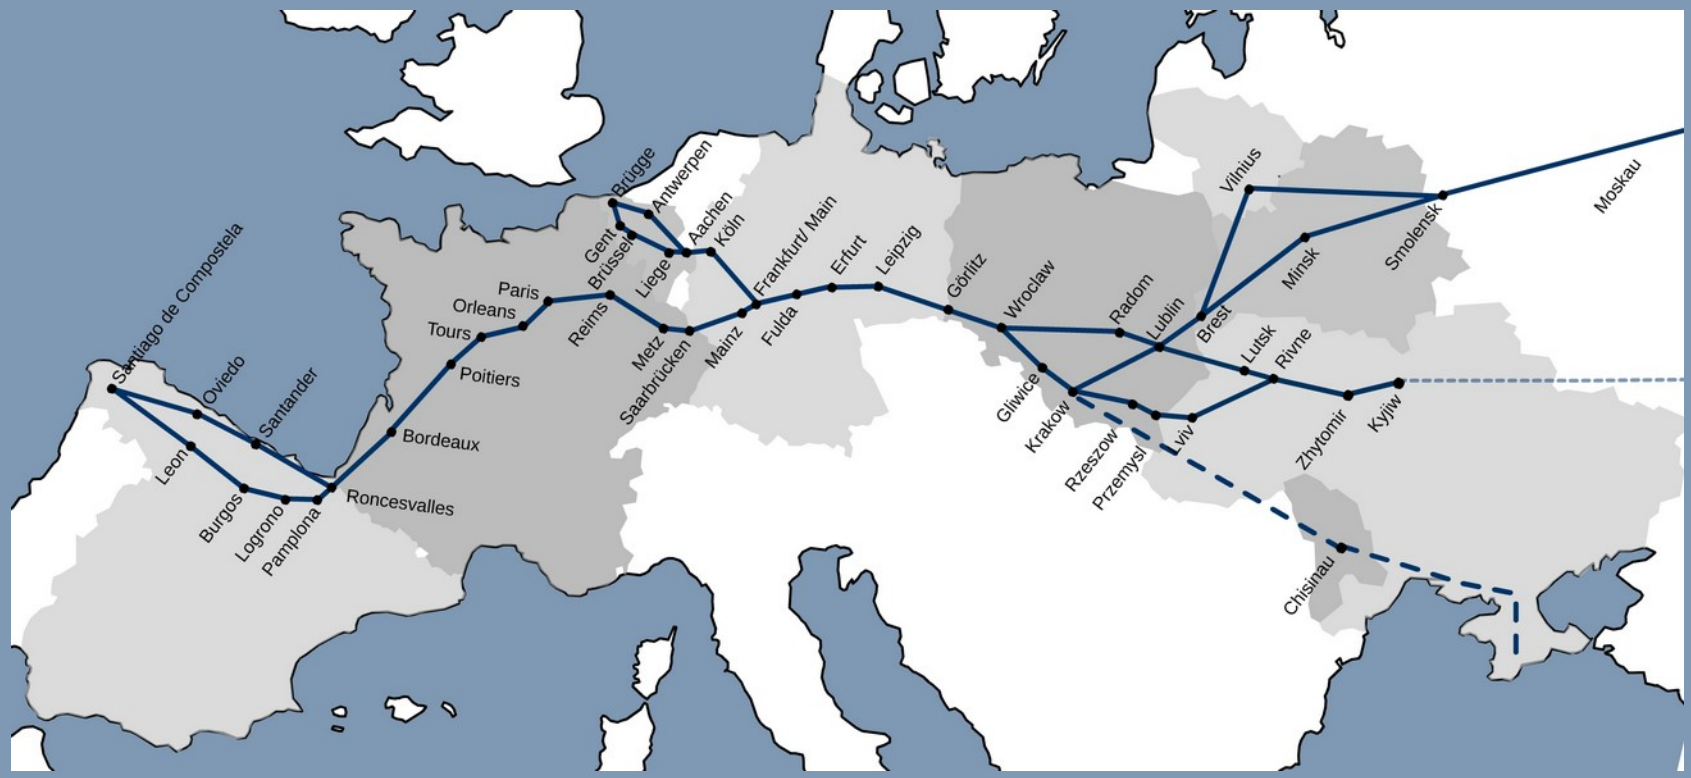 Santiago de Compostela
Oviedo
Santander
Leon
Burgos
Logrono
Pamplona
Roncesvalles
Bordeaux
Poitiers
Tours
Orleans
Paris
Reims
Metz
Saarbrücken
Mainz
Brügge
Antwerpen
Gent
Brüssel
Liege
Aachen
Köln
Frankfurt/ Main
Fulda
Erfurt
Leipzig
Görlitz
Wroclaw
Radom
Lublin
Gliwice
Krakow
Rzeszow
Przemysl
Lviv
Brest
Vilnius
Minsk
Smolensk
Moskau
Lutsk
Rivne
Zhytomir
Kyjiw
Chisinau